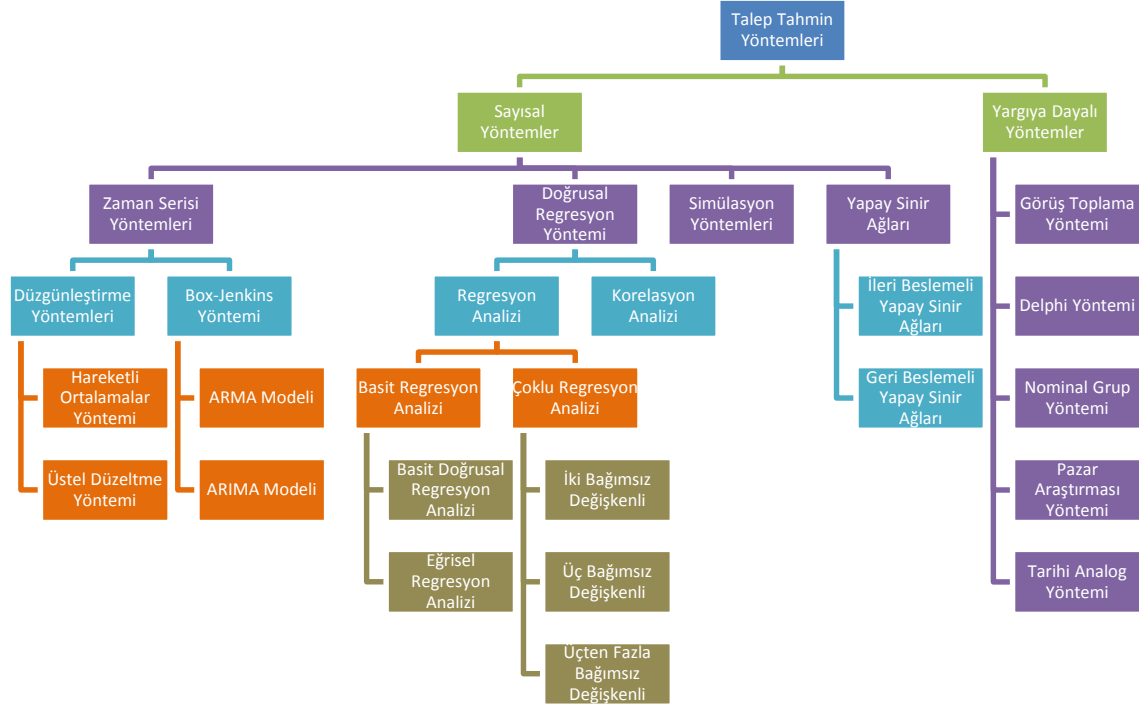 Talep Tahmin
Yöntemleri
Sayısal
Yöntemler
Yargıya Dayalı
Yöntemler
Zaman Serisi
Yöntemleri
Doğrusal
Regresyon
Yöntemi
Simülasyon
Yöntemleri
Yapay Sinir
Ağları
Görüş Toplama
Yöntemi
Düzgünleştirme
Yöntemleri
Box-Jenkins
Yöntemi
Regresyon
Analizi
Korelasyon
Analizi
İleri Beslemeli
Yapay Sinir
Ağları
Delphi Yöntemi
Hareketli
Ortalamalar
Yöntemi
ARMA Modeli
Basit Regresyon
Analizi
Çoklu Regresyon
Analizi
Geri Beslemeli
Yapay Sinir
Ağları
Nominal Grup
Yöntemi
Üstel Düzeltme
Yöntemi
ARIMA Modeli
Basit Doğrusal
Regresyon
Analizi
İki Bağımsız
Değişkenli
Pazar
Araştırması
Yöntemi
Eğrisel
Regresyon
Analizi
Üç Bağımsız
Değişkenli
Tarihi Analog
Yöntemi
Üçten Fazla
Bağımsız
Değişkenli